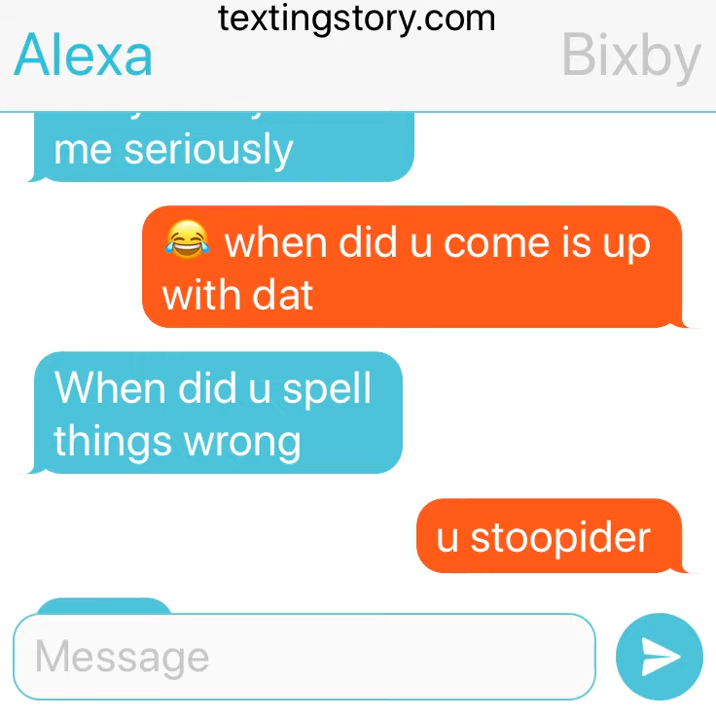 textingstory.com
Alexa Bixby
me seriously
😂 when did u come is up
with dat
When did u spell
things wrong
u stoopider
Message